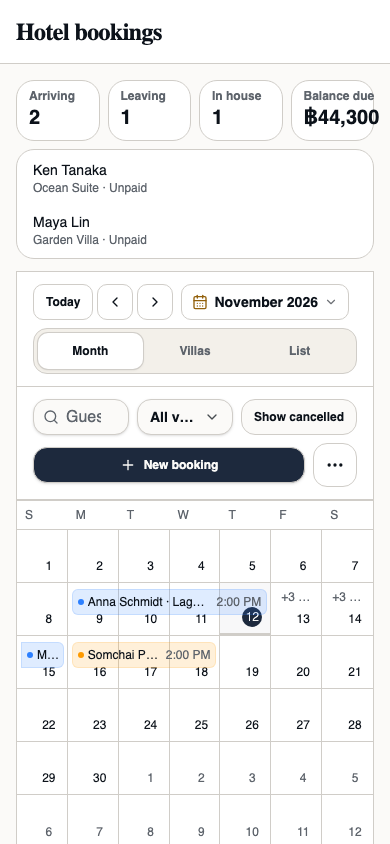 Hotel bookings
Arriving
2
Leaving
1
In house
1
Balance due
฿44,300
Ken Tanaka
Ocean Suite · Unpaid
Maya Lin
Garden Villa · Unpaid
Today
November 2026
Month
Villas
List
Gues
All v…
Show cancelled
New booking
S M T W T F S
1 2 3 4 5 6 7
Anna Schmidt · Lag… 2:00 PM
+3 … +3 …
8 9 10 11 12 13 14
M… Somchai P… 2:00 PM
15 16 17 18 19 20 21
22 23 24 25 26 27 28
29 30 1 2 3 4 5
6 7 8 9 10 11 12